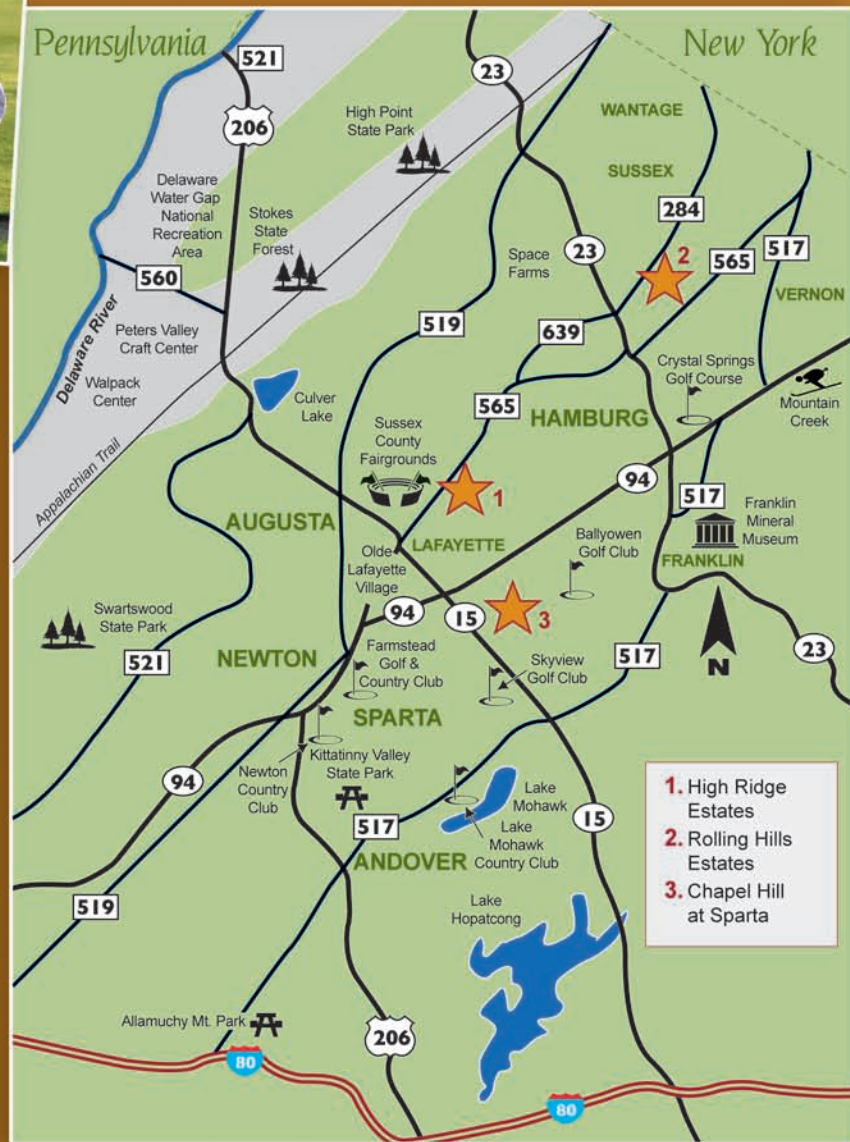 Pennsylvania
New York
521
206
23
WANTAGE
High Point
State Park
SUSSEX
Delaware
Water Gap
National
Recreation
Area
Stokes
State
Forest
284
Space
Farms
23
2
565
517
560
VERNON
Delaware River
Peters Valley
Craft Center
519
639
Walpack
Center
Crystal Springs
Golf Course
Mountain
Creek
Culver
Lake
565
HAMBURG
Sussex
County
Fairgrounds
Appalachian Trail
94
1
517
Franklin
Mineral
Museum
AUGUSTA
LAFAYETTE
Ballyowen
Golf Club
FRANKLIN
Olde
Lafayette
Village
94
15
3
Swartswood
State Park
521
NEWTON
Farmstead
Golf &
Country Club
Skyview
Golf Club
517
N
23
SPARTA
94
Newton
Country
Club
Kittatinny Valley
State Park
Lake
Mohawk
517
Lake
Mohawk
Country Club
15
ANDOVER
519
Lake
Hopatcong
1. High Ridge
Estates
2. Rolling Hills
Estates
3. Chapel Hill
at Sparta
Allamuchy Mt. Park
206
80
80